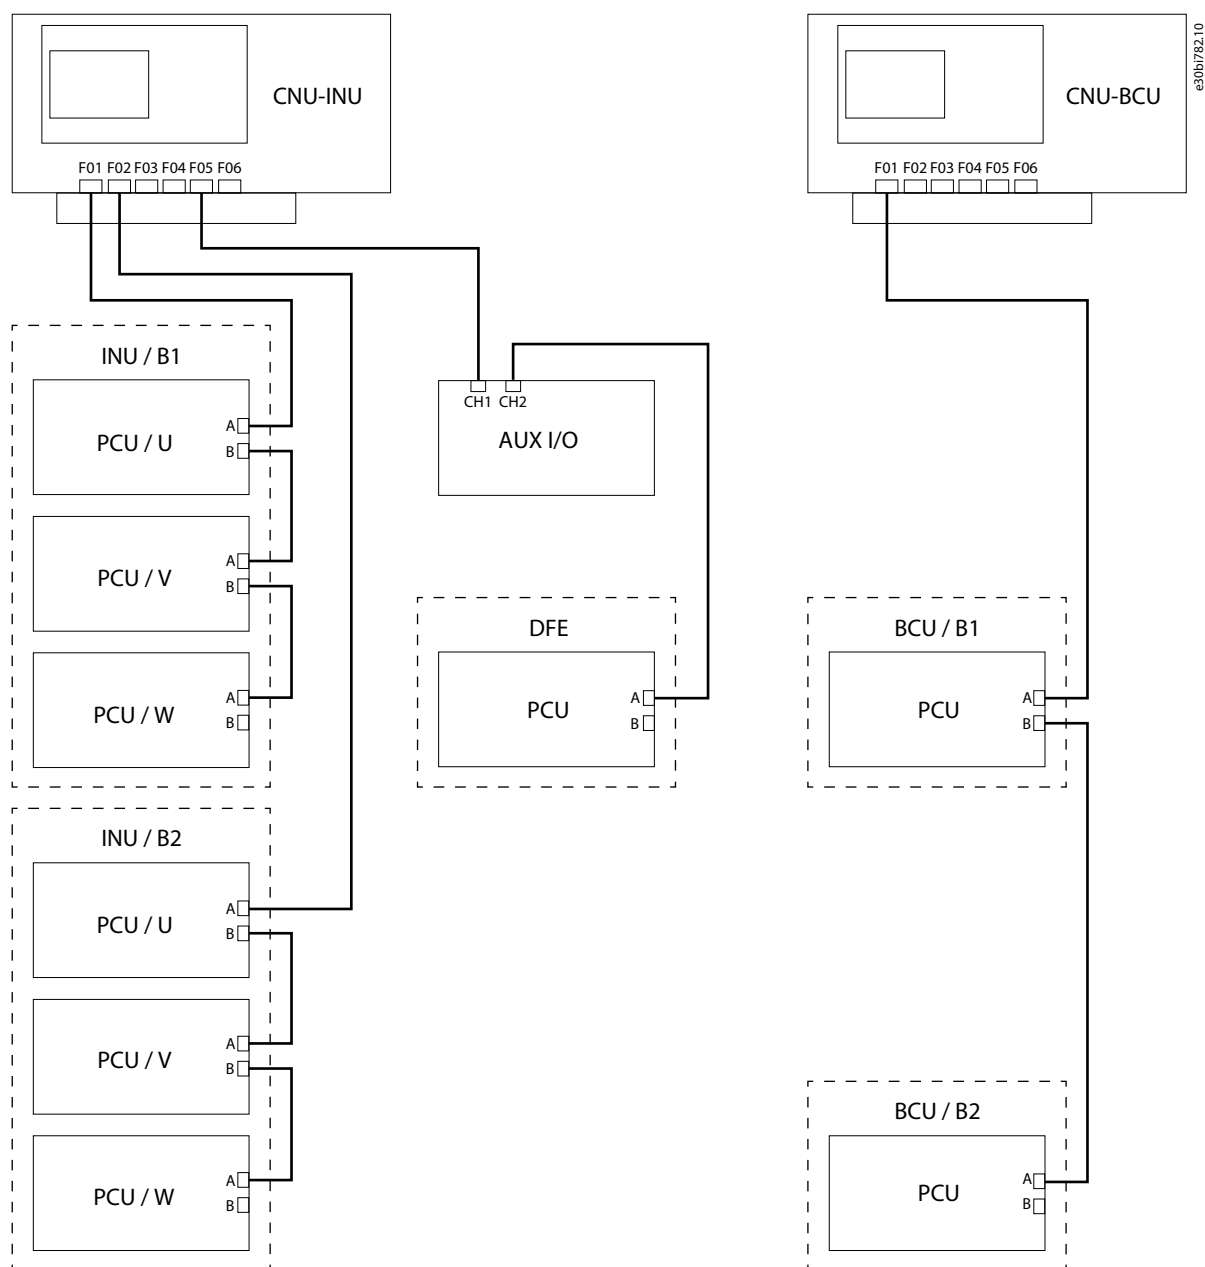 CNU-INU
F01 F02 F03 F04 F05 F06
CNU-BCU
F01 F02 F03 F04 F05 F06
e30bi782.10
INU / B1
PCU / U
A
B
PCU / V
A
B
PCU / W
A
B
INU / B2
PCU / U
A
B
PCU / V
A
B
PCU / W
A
B
CH1 CH2
AUX I/O
DFE
PCU
A
B
BCU / B1
PCU
A
B
BCU / B2
PCU
A
B